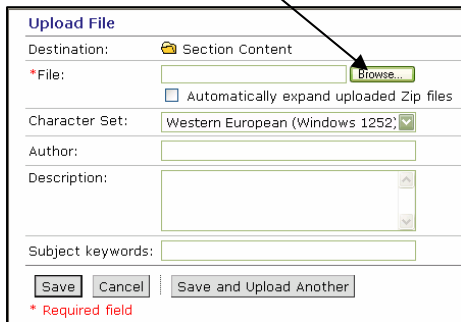 Upload File
Destination: Section Content
*File: Browse...
Automatically expand uploaded Zip files
Character Set: Western European (Windows 1252)
Author:
Description:
Subject keywords:
Save Cancel Save and Upload Another
* Required field